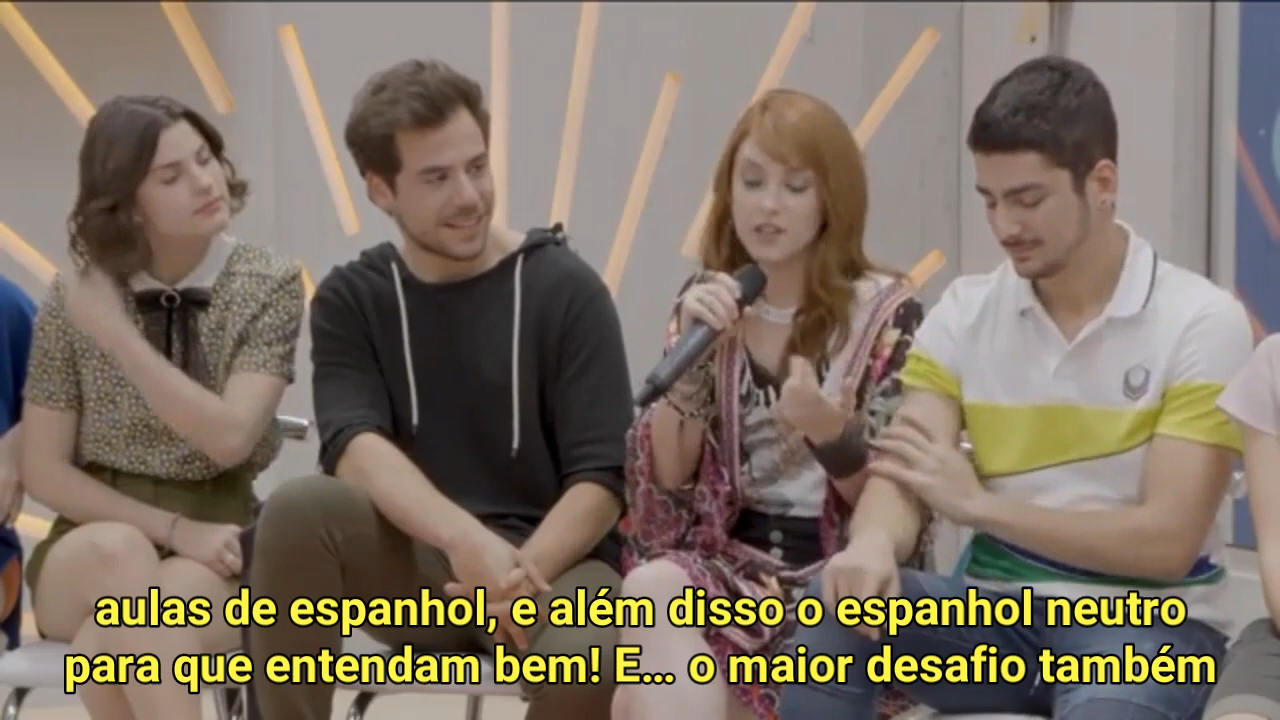 aulas de espanhol, e além disso o espanhol neutro
para que entendam bem! E... o maior desafio também